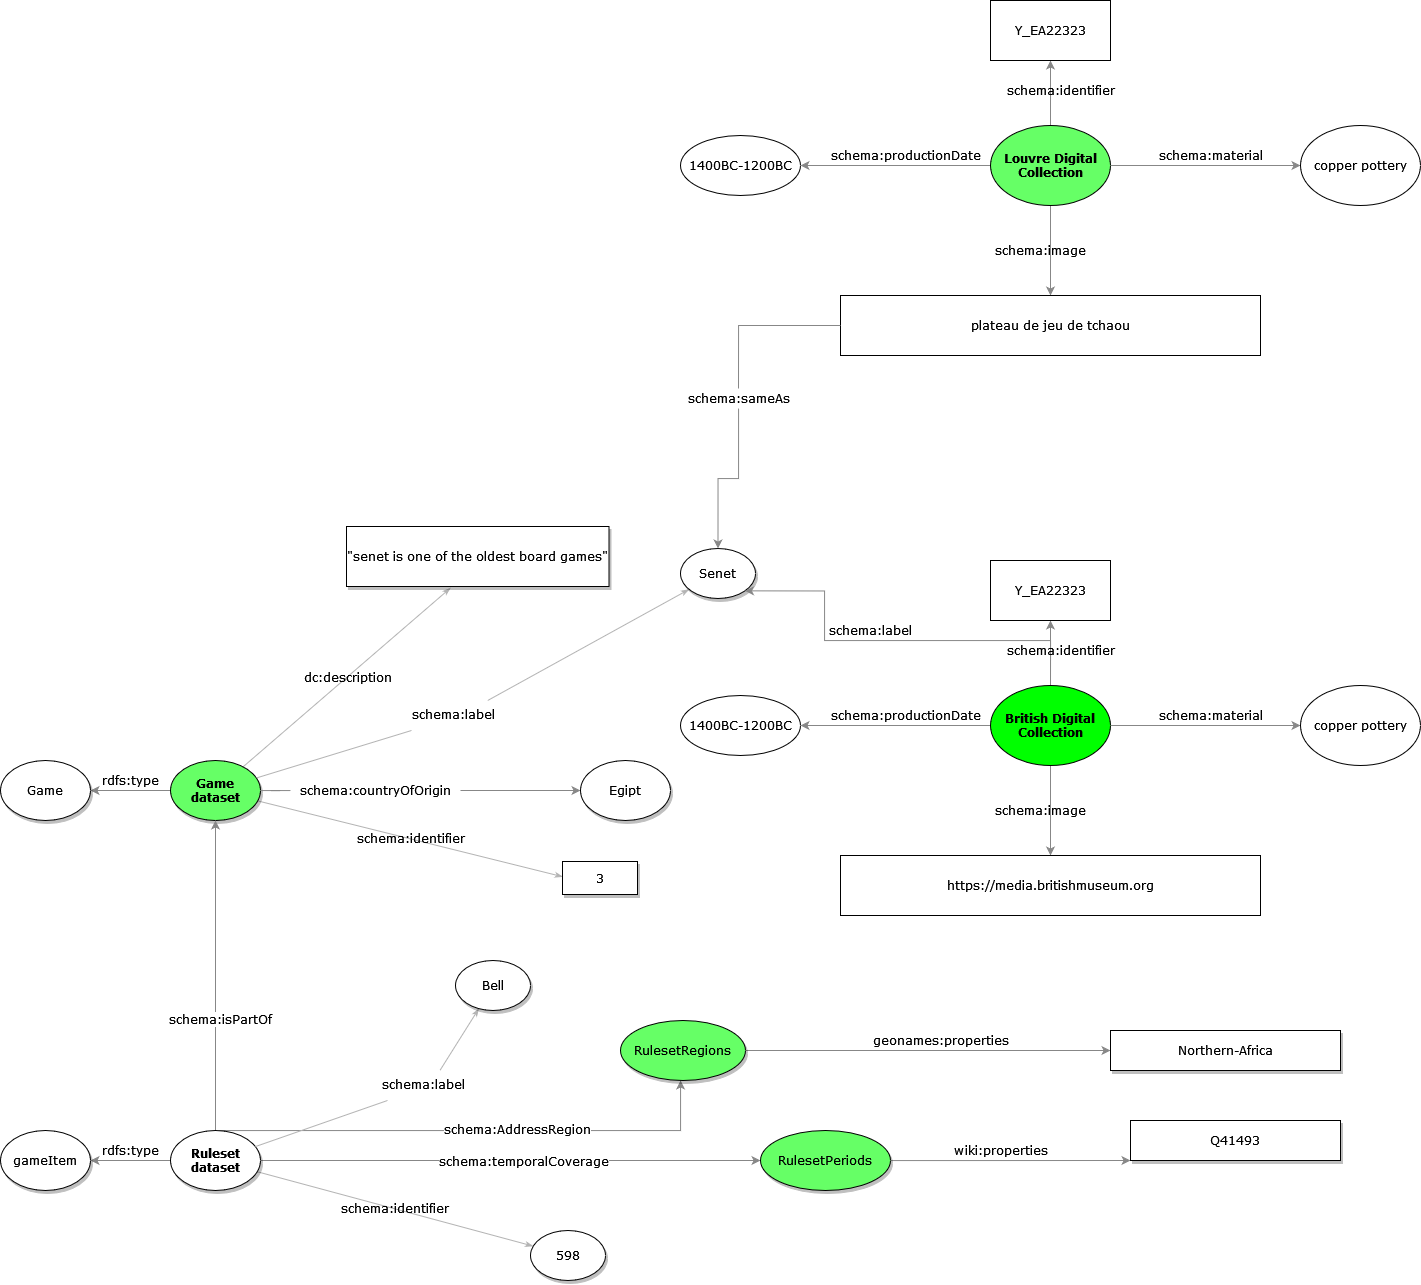 Y_EA22323
schema:identifier
1400BC-1200BC
schema:productionDate
Louvre Digital
Collection
schema:material
copper pottery
schema:image
plateau de jeu de tchaou
schema:sameAs
"senet is one of the oldest board games"
Senet
Y_EA22323
schema:label
schema:identifier
dc:description
schema:label
1400BC-1200BC
schema:productionDate
British Digital
Collection
schema:material
copper pottery
Game
rdfs:type
Game
dataset
schema:countryOfOrigin
Egipt
schema:image
schema:identifier
3
https://media.britishmuseum.org
Bell
schema:isPartOf
RulesetRegions
geonames:properties
Northern-Africa
schema:label
schema:AddressRegion
gameItem
rdfs:type
Ruleset
dataset
schema:temporalCoverage
RulesetPeriods
wiki:properties
Q41493
schema:identifier
598